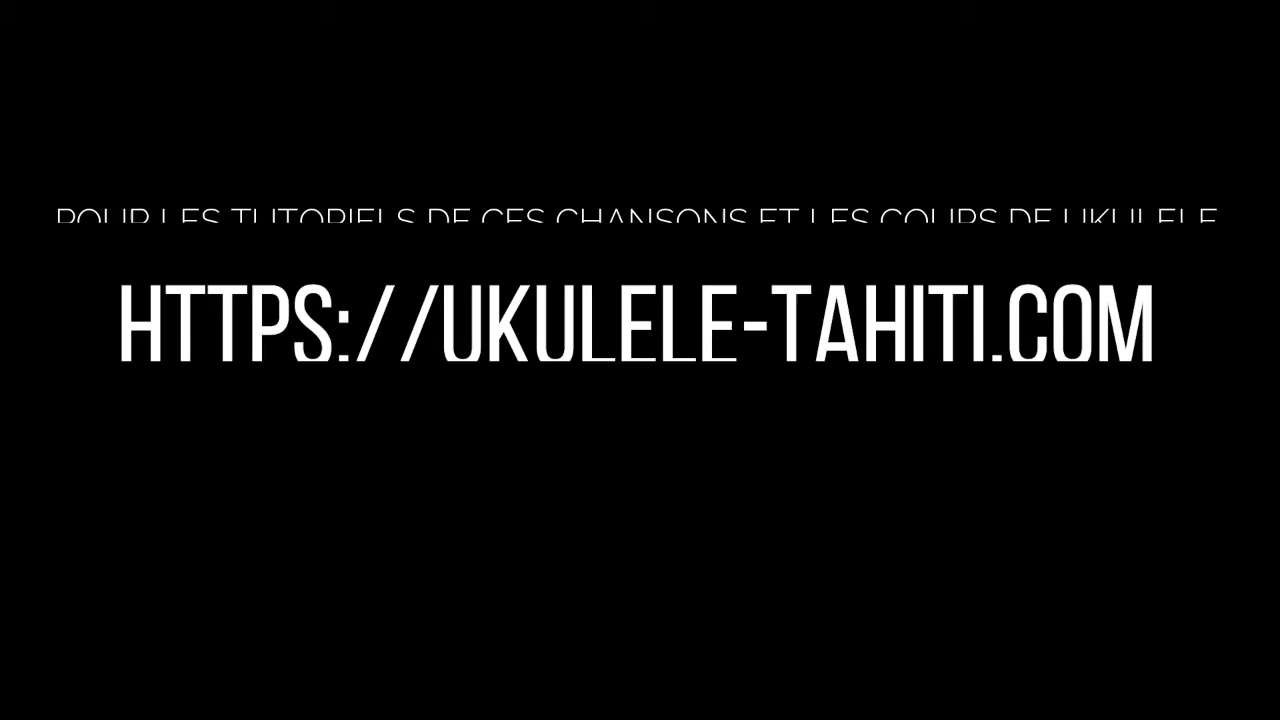 POUR LES TUTORIELS DE CES CHANSONS ET LES COURS DE UKULELE
HTTPS://UKULELE-TAHITI.COM